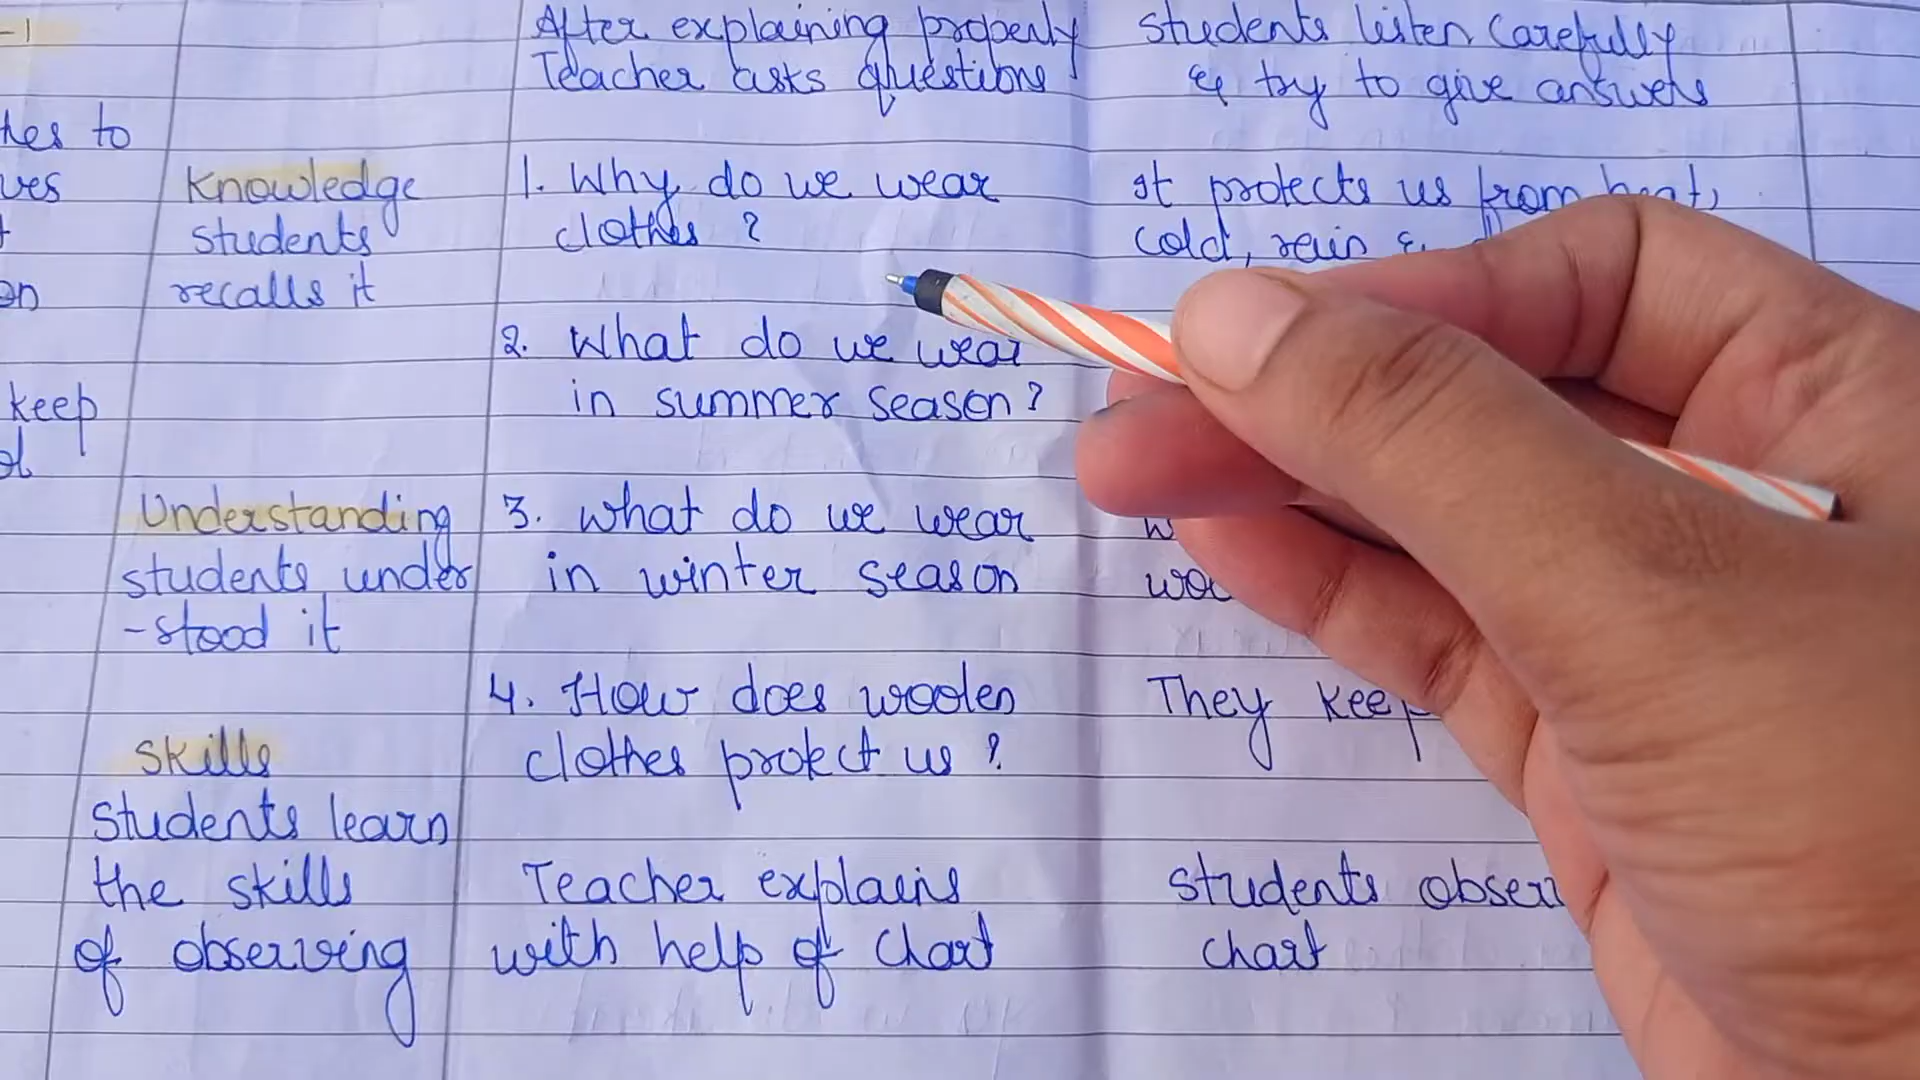 -1
hes to
ves
on
keep
Knowledge
students
recalls it
Understanding
students under
-stood it
Skills
Students learn
the skills
of observing
After explaining properly
Teacher asks questions
1. Why do we wear
clothes ?
2. What do we wear
in summer season ?
3. What do we wear
in winter season
4. How does woolen
clothes protect us ?
Teacher explains
with help of Chart
Students listen Carefully
& try to give answers
It protects us from heat,
cold, rain &
They keep
Students observ
chart